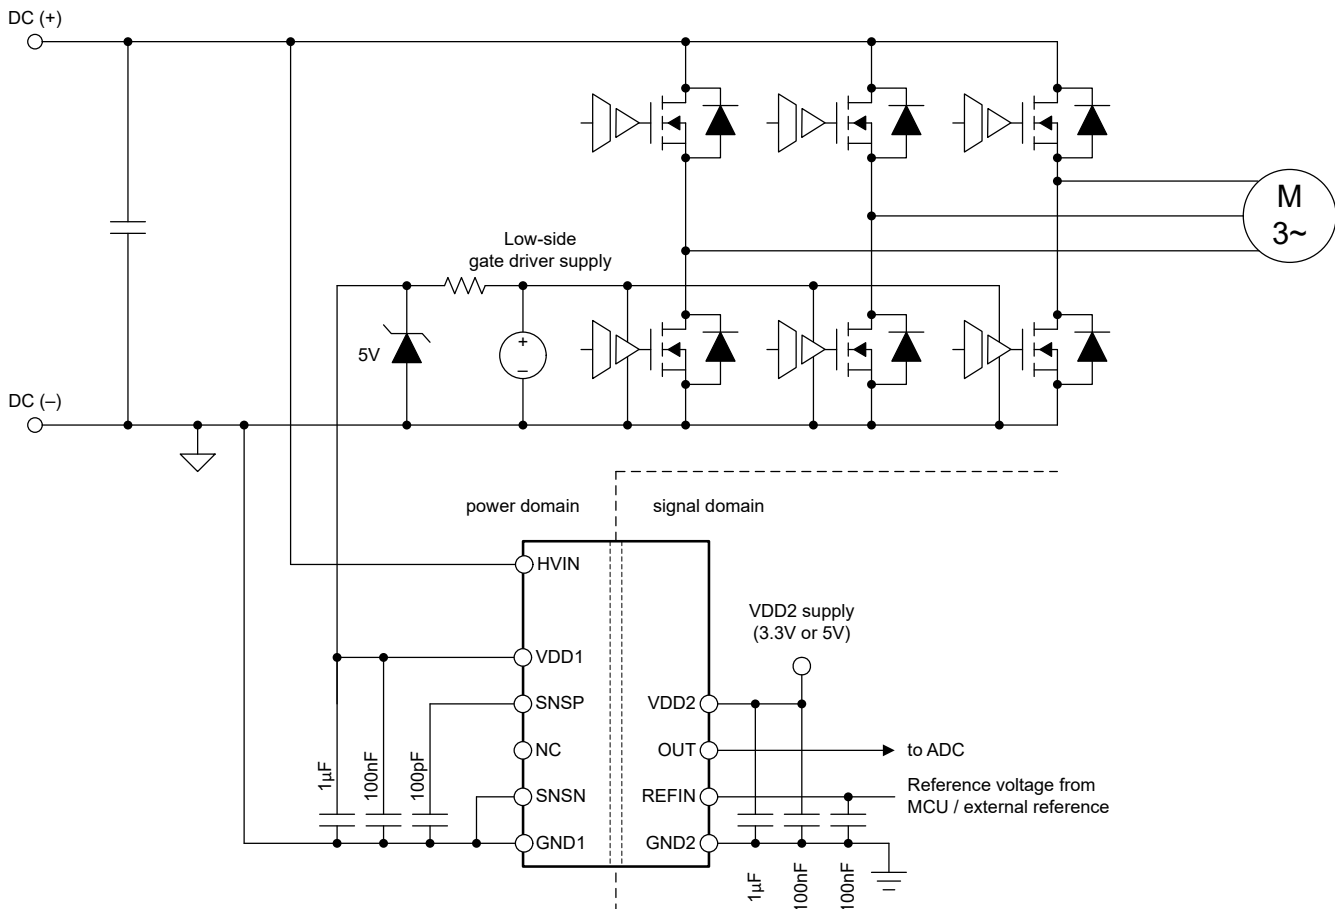 DC (+)
M
3~
Low-side
gate driver supply
5V
+
–
DC (–)
power domain
signal domain
HVIN
VDD2 supply
(3.3V or 5V)
VDD1
SNSP
VDD2
NC
OUT
to ADC
1µF
100nF
100pF
SNSN
REFIN
Reference voltage from
MCU / external reference
GND1
GND2
1µF
100nF
100nF